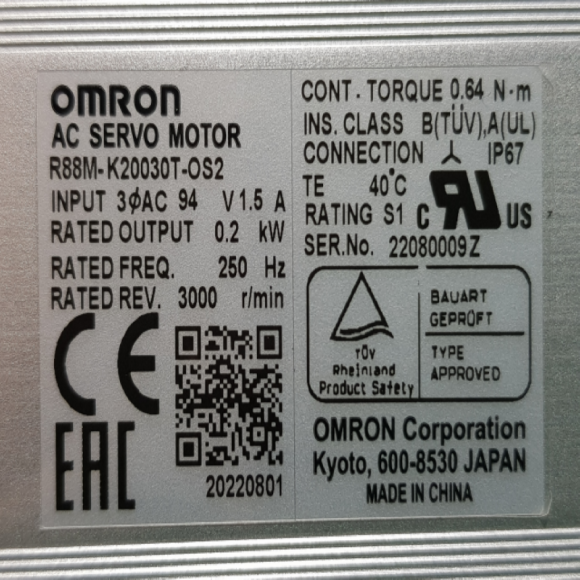 OMRON
AC SERVO MOTOR
R88M-K20030T-OS2
INPUT 3ϕAC 94 V 1.5 A
RATED OUTPUT 0.2 kW
RATED FREQ. 250 Hz
RATED REV. 3000 r/min
CE
EAC
20220801
CONT. TORQUE 0.64 N·m
INS. CLASS B(TÜV),A(UL)
CONNECTION IP67
TE 40°C
RATING S1 C RU US
SER.No. 22080009Z
TÜV
Rheinland
Product Safety
BAUART
GEPRÜFT
TYPE
APPROVED
OMRON Corporation
Kyoto, 600-8530 JAPAN
MADE IN CHINA